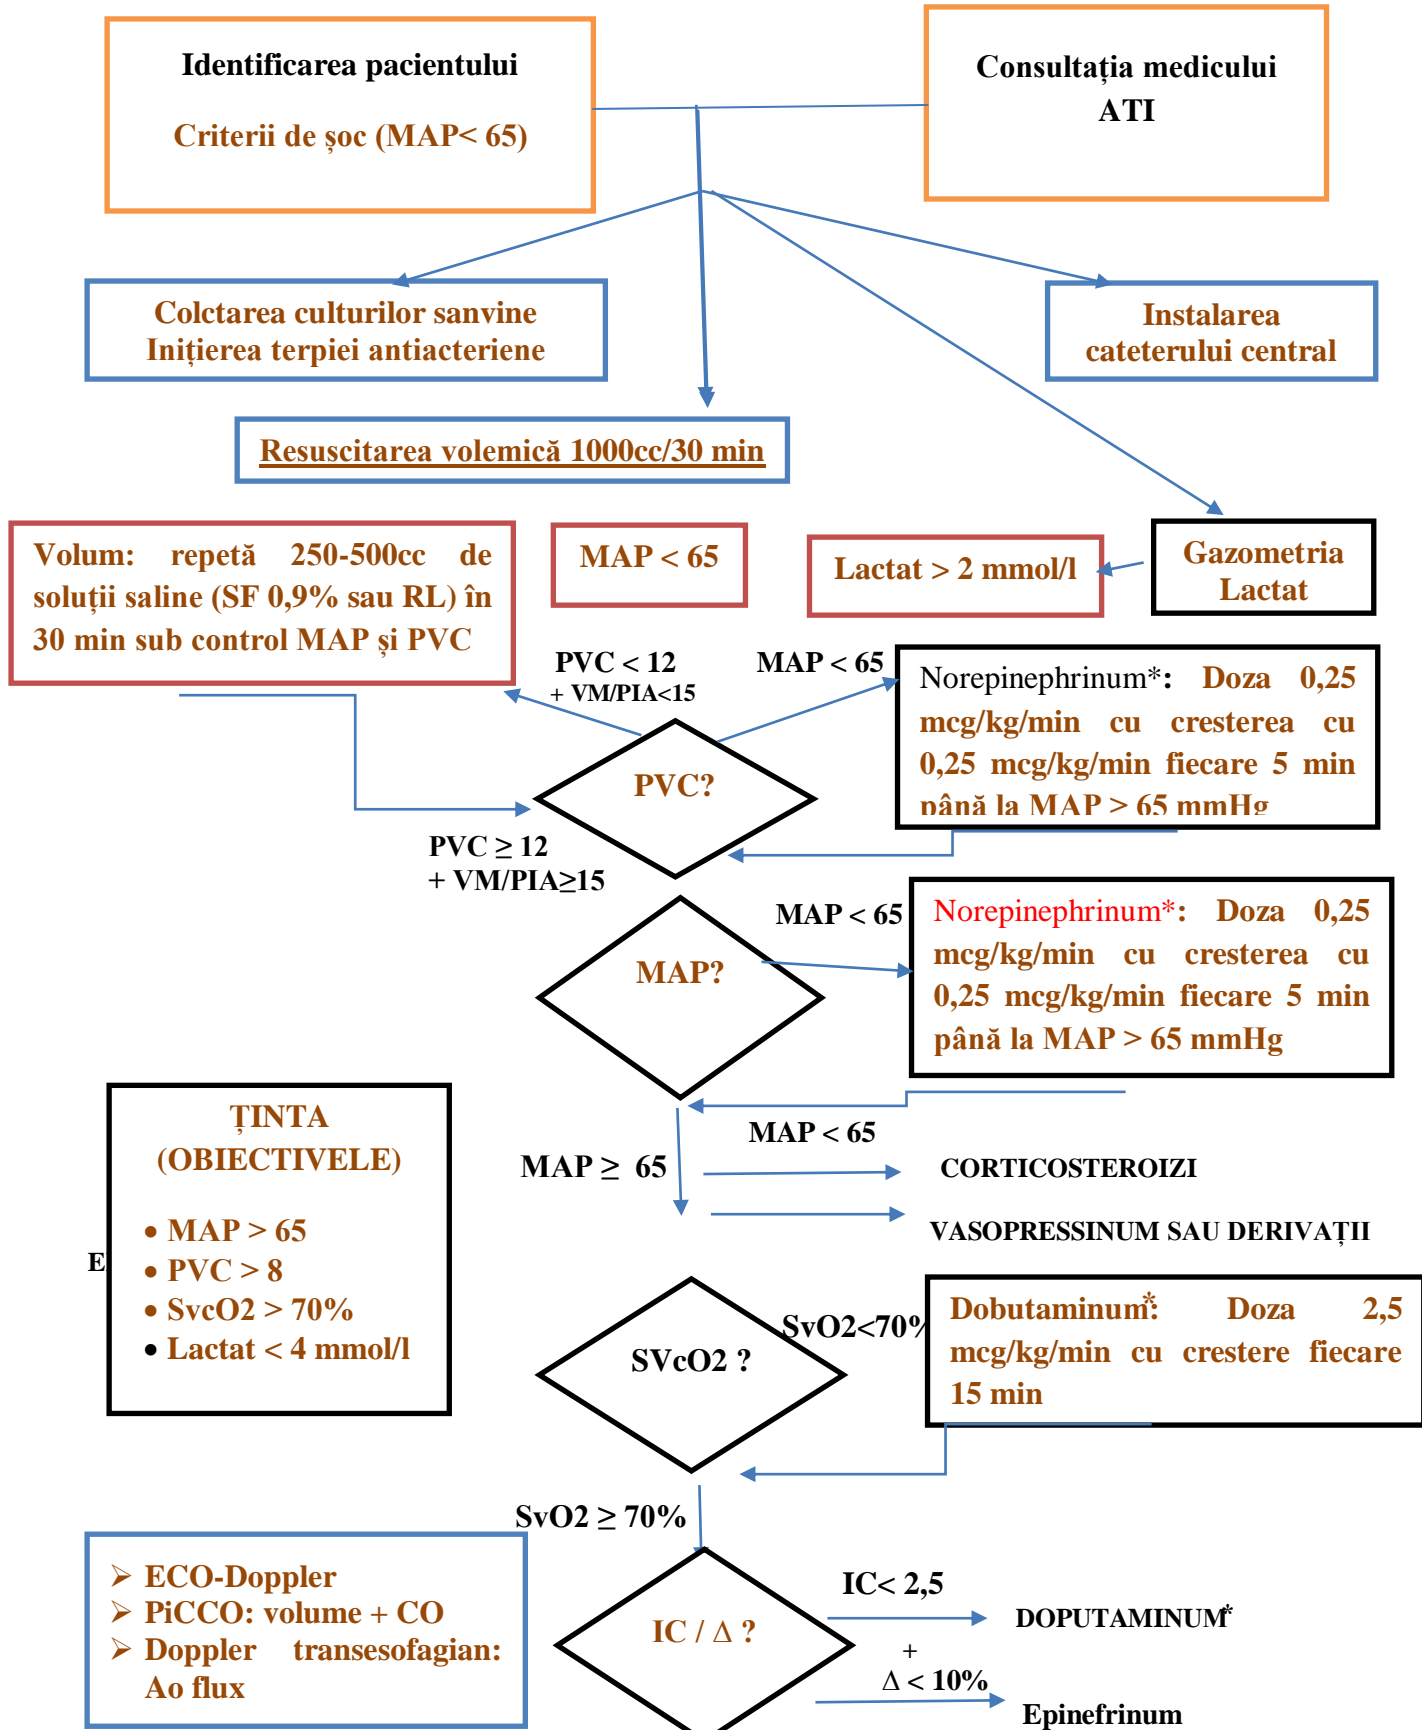 Identificarea pacientului
Criterii de șoc (MAP< 65)
Consultația medicului
ATI
Colctarea culturilor sanvine
Inițierea terpiei antiacteriene
Instalarea
cateterului central
Resuscitarea volemică 1000cc/30 min
Volum: repetă 250-500cc de
soluții saline (SF 0,9% sau RL) în
30 min sub control MAP și PVC
MAP < 65
Lactat > 2 mmol/l
Gazometria
Lactat
PVC < 12
+ VM/PIA<15
MAP < 65
Norepinephrinum*: Doza 0,25
mcg/kg/min cu cresterea cu
0,25 mcg/kg/min fiecare 5 min
până la MAP > 65 mmHg
PVC?
PVC ≥ 12
+ VM/PIA≥15
MAP < 65
Norepinephrinum*: Doza 0,25
mcg/kg/min cu cresterea cu
0,25 mcg/kg/min fiecare 5 min
până la MAP > 65 mmHg
MAP?
ȚINTA
(OBIECTIVELE)
• MAP > 65
• PVC > 8
• SvcO2 > 70%
• Lactat < 4 mmol/l
E
MAP < 65
MAP ≥ 65
CORTICOSTEROIZI
VASOPRESSINUM SAU DERIVAȚII
SVcO2 ?
SvO2<70%
Dobutaminum*: Doza 2,5
mcg/kg/min cu crestere fiecare
15 min
SvO2 ≥ 70%
➢ ECO-Doppler
➢ PiCCO: volume + CO
➢ Doppler transesofagian:
Ao flux
IC / Δ ?
IC< 2,5
DOPUTAMINUM*
+
Δ < 10%
Epinefrinum